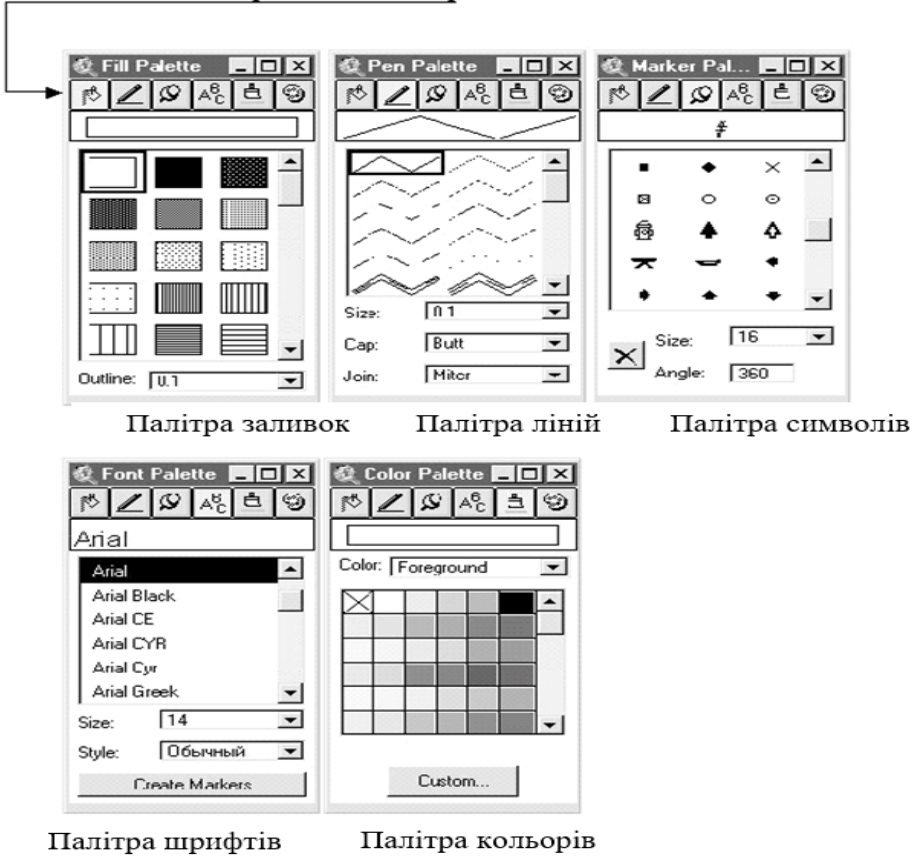 Fill Palette
Outline: 0.1
Палітра заливок
Pen Palette
Size: 0.1
Cap: Butt
Join: Miter
Палітра ліній
Marker Pal...
Size: 16
Angle: 360
Палітра символів
Font Palette
Arial
Arial
Arial Black
Arial CE
Arial CYR
Arial Cyr
Arial Greek
Size: 14
Style: Обычный
Create Markers
Палітра шрифтів
Color Palette
Color: Foreground
Custom...
Палітра кольорів